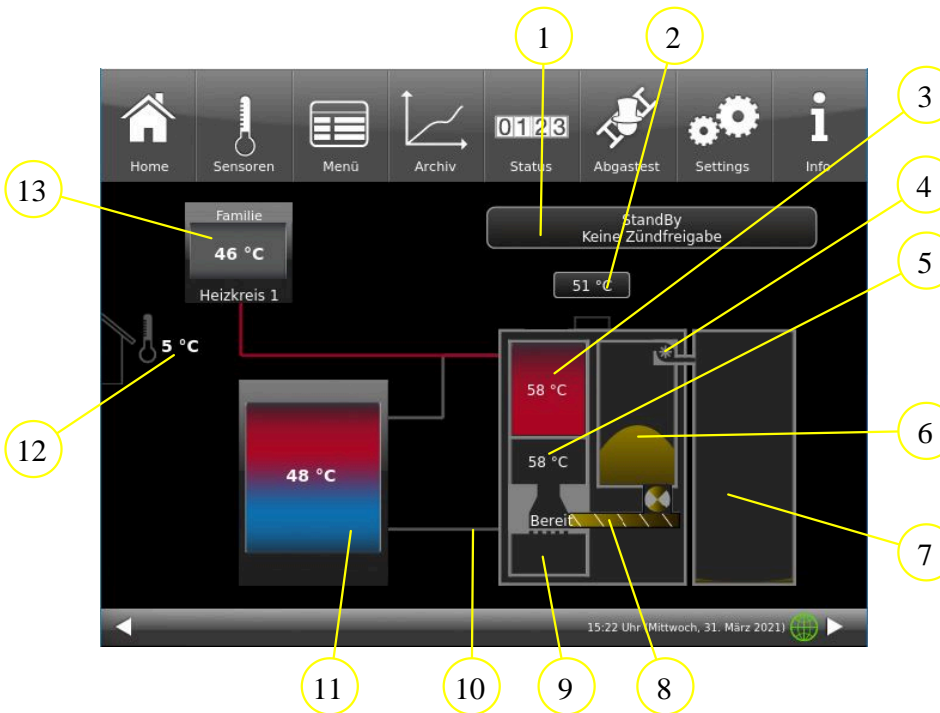 1
2
3
0123
Home
Sensoren
Menü
Archiv
Status
Abgastest
Settings
Info
4
13
Familie
46 °C
Heizkreis 1
StandBy
Keine Zündfreigabe
5
51 °C
5 °C
12
58 °C
58 °C
6
48 °C
Bereit
7
15:22 Uhr (Mittwoch, 31. März 2021)
11
10
9
8